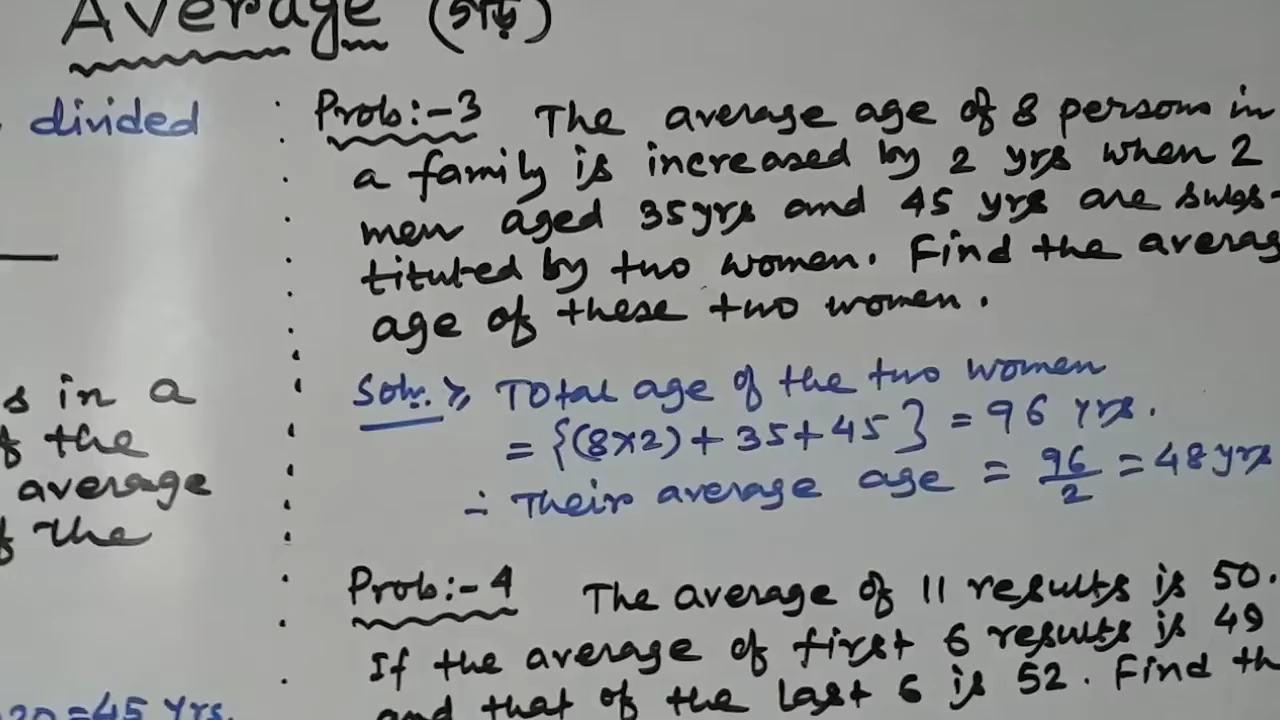 Average (গড়)
divided
s in a
the
average
the
20=45 yrs.
Prob:-3 The average age of 8 persons in
a family is increased by 2 yrs when 2
men aged 35yrs and 45 yrs are subs-
tituted by two women. Find the averag
age of these two women.
Soln. ⇒ Total age of the two women
= {(8×2)+35+45} = 96 yrs.
∴ Their average age = 96/2 = 48 yrs
Prob:-4 The average of 11 results is 50.
If the average of first 6 results is 49
and that of the last 6 is 52. Find th